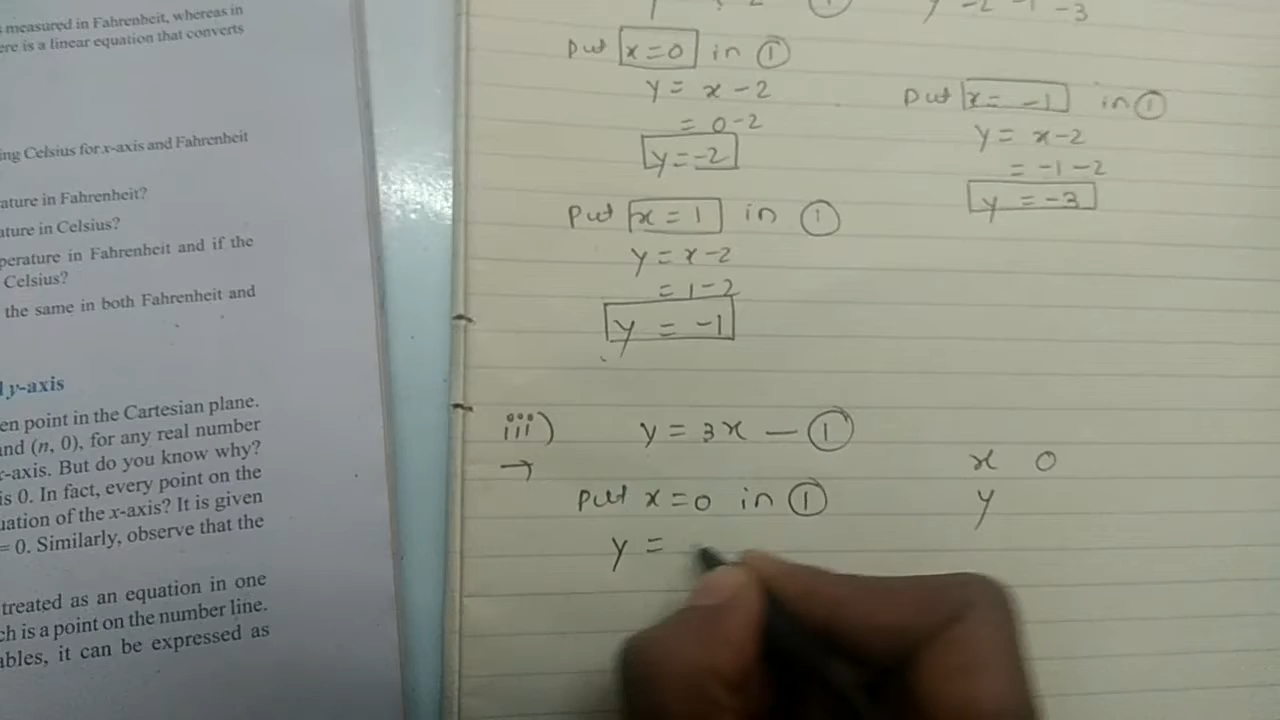 measured in Fahrenheit, whereas in
ere is a linear equation that converts
ing Celsius for x-axis and Fahrenheit
ature in Fahrenheit?
ature in Celsius?
perature in Fahrenheit and if the
Celsius?
the same in both Fahrenheit and
y-axis
en point in the Cartesian plane.
and (n, 0), for any real number
-axis. But do you know why?
is 0. In fact, every point on the
uation of the x-axis? It is given
= 0. Similarly, observe that the
treated as an equation in one
ch is a point on the number line.
ables, it can be expressed as
y -2 -1 -3
put x=0 in ①
y = x - 2
= 0-2
y = -2
put x = 1 in ①
y = x-2
= 1-2
y = -1
put x = -1 in ①
y = x-2
= -1-2
y = -3
iii) y = 3x — ①
→
put x = 0 in ①
y =
x 0
y